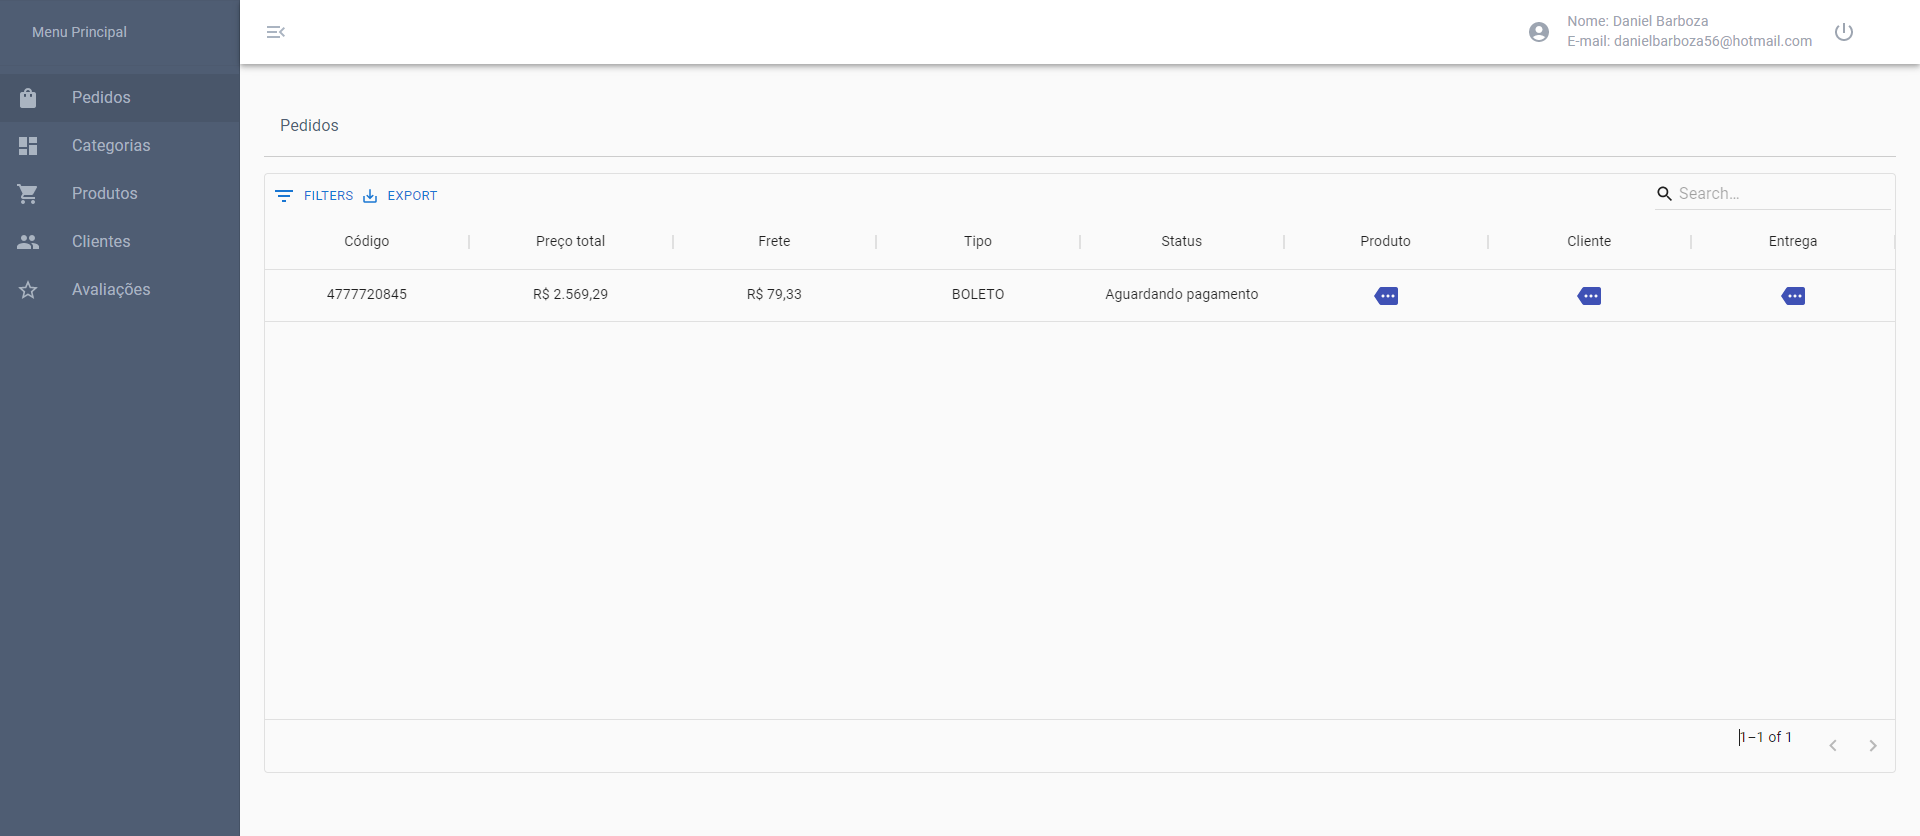 Menu Principal
Nome: Daniel Barboza
E-mail: danielbarboza56@hotmail.com
Pedidos
Categorias
Produtos
Clientes
Avaliações
Pedidos
FILTERS EXPORT Search…
Código Preço total Frete Tipo Status Produto Cliente Entrega
4777720845 R$ 2.569,29 R$ 79,33 BOLETO Aguardando pagamento
1–1 of 1